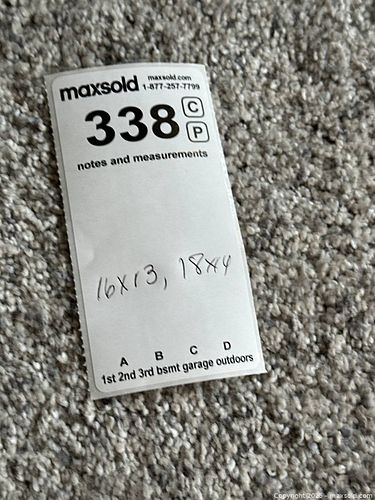 maxsold maxsold.com
1-877-257-7799
338 C
P
notes and measurements
16x13, 18x4
A B C D
1st 2nd 3rd bsmt garage outdoors
Copyright 2025 - maxsold.com